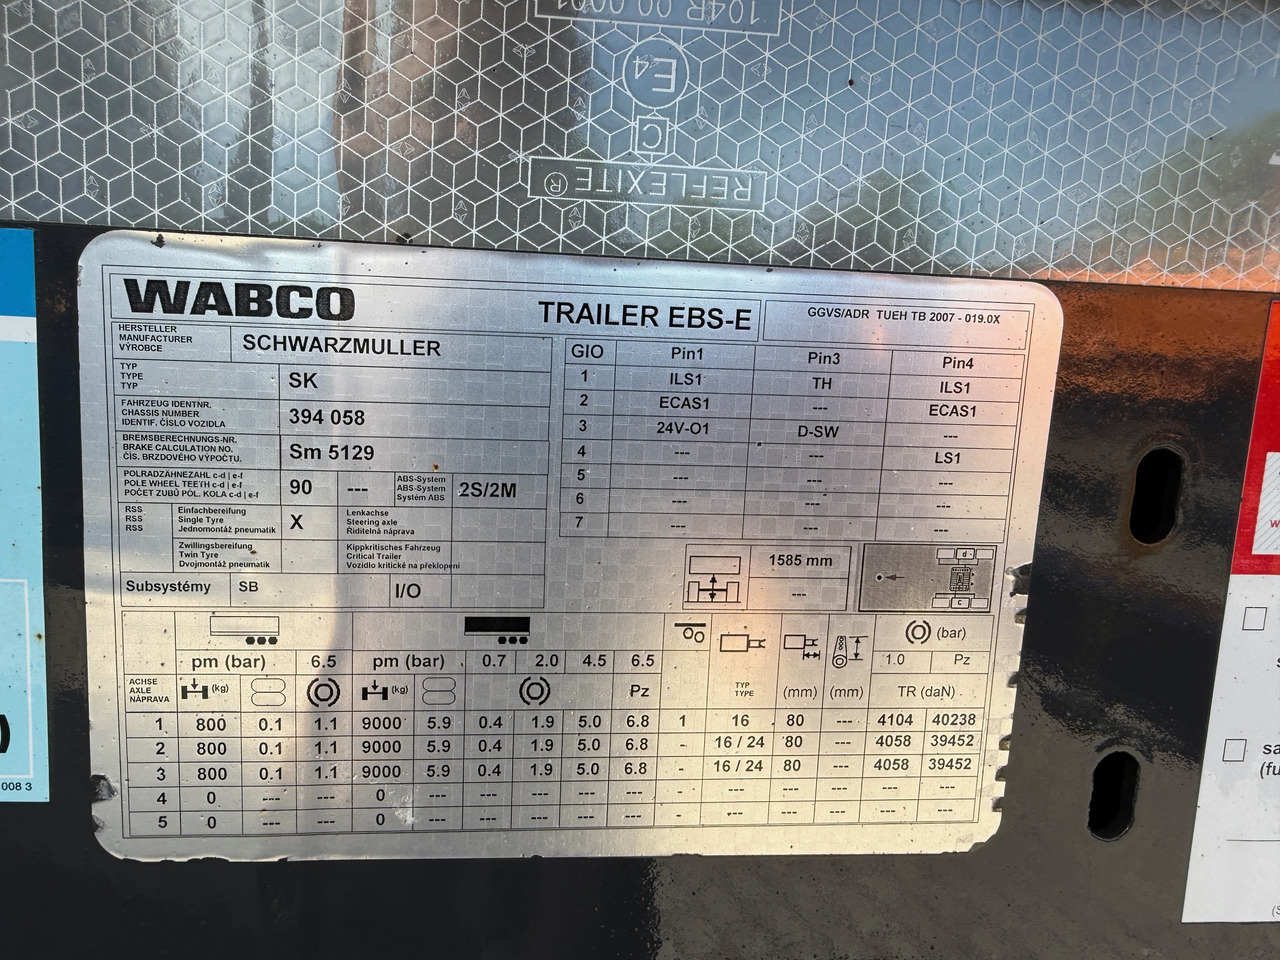 104R 00 0001
E4
C
REFLEXITE ®
WABCO
TRAILER EBS-E
GGVS/ADR TUEH TB 2007 - 019.0X
HERSTELLER
MANUFACTURER
VÝROBCE
SCHWARZMULLER
TYP
TYPE
TYP
SK
FAHRZEUG IDENTNR.
CHASSIS NUMBER
IDENTIF. ČÍSLO VOZIDLA
394 058
BREMSBERECHNUNGS-NR.
BRAKE CALCULATION NO.
ČÍS. BRZDOVÉHO VÝPOČTU.
Sm 5129
POLRADZÄHNEZAHL c-d | e-f
POLE WHEEL TEETH c-d | e-f
POČET ZUBŮ POL. KOLA c-d | e-f
90 ---
ABS-System
ABS-System
Systém ABS
2S/2M
RSS
RSS
RSS
Einfachbereifung
Single Tyre
Jednomontáž pneumatik
X
Lenkachse
Steering axle
Řiditelná náprava
Zwillingsbereifung
Twin Tyre
Dvojmontáž pneumatik
Kippkritisches Fahrzeug
Critical Trailer
Vozidlo kritické na překlopení
Subsystémy SB I/O
GIO Pin1 Pin3 Pin4
1 ILS1 TH ILS1
2 ECAS1 --- ECAS1
3 24V-O1 D-SW ---
4 --- --- LS1
5 --- --- ---
6 --- --- ---
7 --- --- ---
1585 mm
---
d
c
pm (bar) 6.5 pm (bar) 0.7 2.0 4.5 6.5
(bar)
1.0 Pz
ACHSE
AXLE
NÁPRAVA
(kg) (kg) Pz
TYP
TYPE
(mm) (mm) TR (daN)
1 800 0.1 1.1 9000 5.9 0.4 1.9 5.0 6.8 1 16 80 --- 4104 40238
2 800 0.1 1.1 9000 5.9 0.4 1.9 5.0 6.8 - 16 / 24 80 --- 4058 39452
3 800 0.1 1.1 9000 5.9 0.4 1.9 5.0 6.8 - 16 / 24 80 --- 4058 39452
4 0 --- --- 0 --- --- --- --- --- - --- --- --- --- ---
5 0 --- --- 0 --- --- --- --- --- - --- --- --- --- ---
)
008 3
w
s
sa
(fu
(S